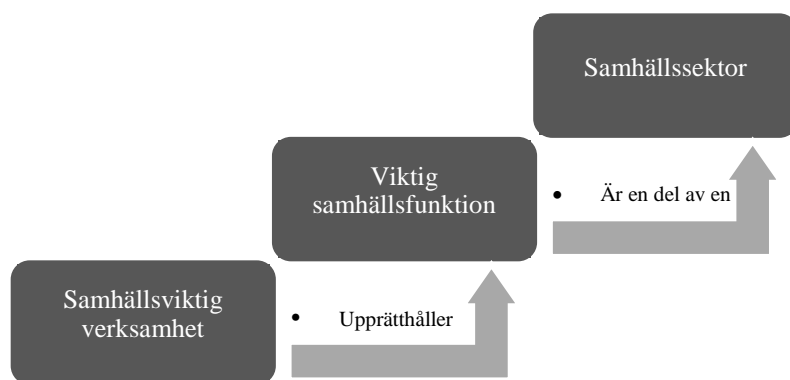 Samhällssektor
Viktig
samhällsfunktion
• Är en del av en
Samhällsviktig
verksamhet
• Upprätthåller